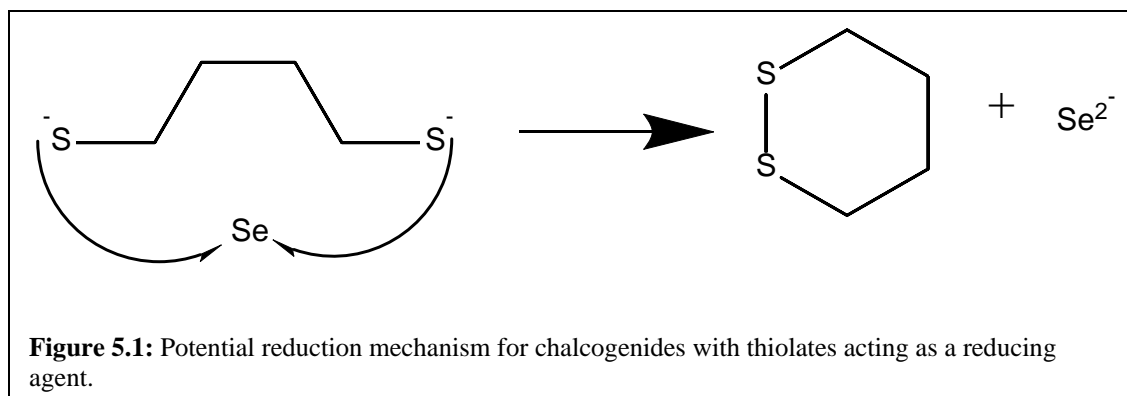 -S S-
Se
S
S
+ Se2-
Figure 5.1: Potential reduction mechanism for chalcogenides with thiolates acting as a reducing
agent.